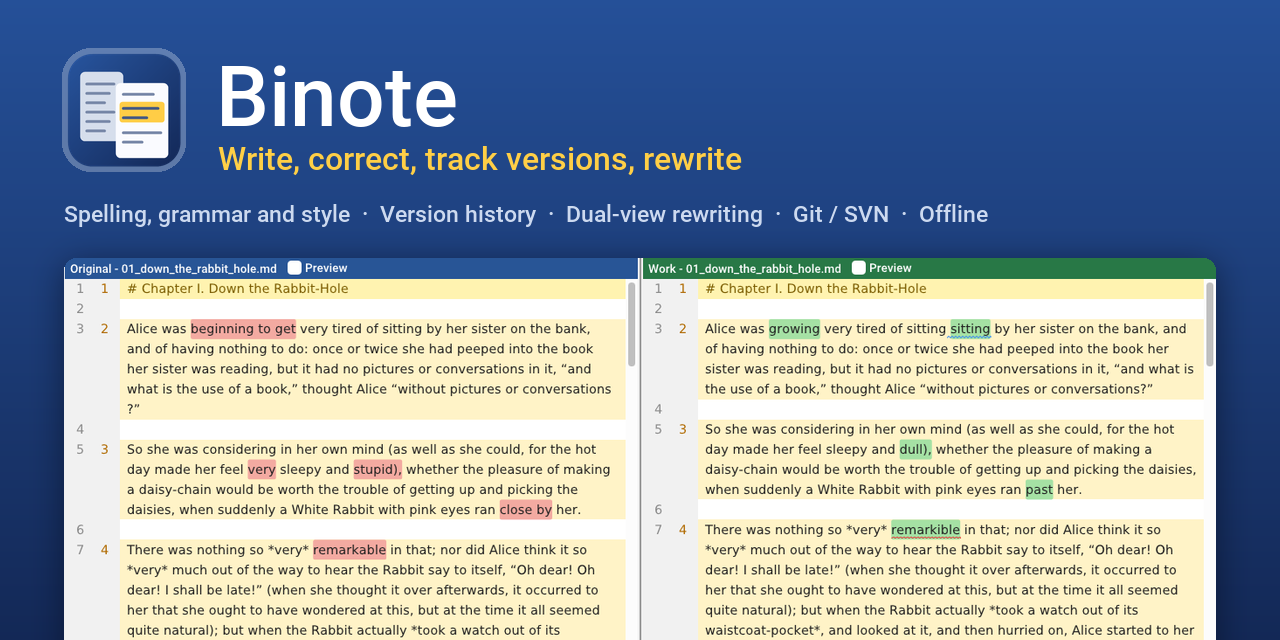 Binote
Write, correct, track versions, rewrite
Spelling, grammar and style · Version history · Dual-view rewriting · Git / SVN · Offline
Original - 01_down_the_rabbit_hole.md Preview
1 1 # Chapter I. Down the Rabbit-Hole
2
3 2 Alice was beginning to get very tired of sitting by her sister on the bank,
and of having nothing to do: once or twice she had peeped into the book
her sister was reading, but it had no pictures or conversations in it, “and
what is the use of a book,” thought Alice “without pictures or conversations
?”
4
5 3 So she was considering in her own mind (as well as she could, for the hot
day made her feel very sleepy and stupid), whether the pleasure of making
a daisy-chain would be worth the trouble of getting up and picking the
daisies, when suddenly a White Rabbit with pink eyes ran close by her.
6
7 4 There was nothing so *very* remarkable in that; nor did Alice think it so
*very* much out of the way to hear the Rabbit say to itself, “Oh dear! Oh
dear! I shall be late!” (when she thought it over afterwards, it occurred to
her that she ought to have wondered at this, but at the time it all seemed
quite natural); but when the Rabbit actually *took a watch out of its
Work - 01_down_the_rabbit_hole.md Preview
1 1 # Chapter I. Down the Rabbit-Hole
2
3 2 Alice was growing very tired of sitting sitting by her sister on the bank, and
of having nothing to do: once or twice she had peeped into the book her
sister was reading, but it had no pictures or conversations in it, “and what is
the use of a book,” thought Alice “without pictures or conversations?”
4
5 3 So she was considering in her own mind (as well as she could, for the hot
day made her feel sleepy and dull), whether the pleasure of making a
daisy-chain would be worth the trouble of getting up and picking the daisies,
when suddenly a White Rabbit with pink eyes ran past her.
6
7 4 There was nothing so *very* remarkible in that; nor did Alice think it so
*very* much out of the way to hear the Rabbit say to itself, “Oh dear! Oh
dear! I shall be late!” (when she thought it over afterwards, it occurred to
her that she ought to have wondered at this, but at the time it all seemed
quite natural); but when the Rabbit actually *took a watch out of its
waistcoat-pocket*, and looked at it, and then hurried on, Alice started to her